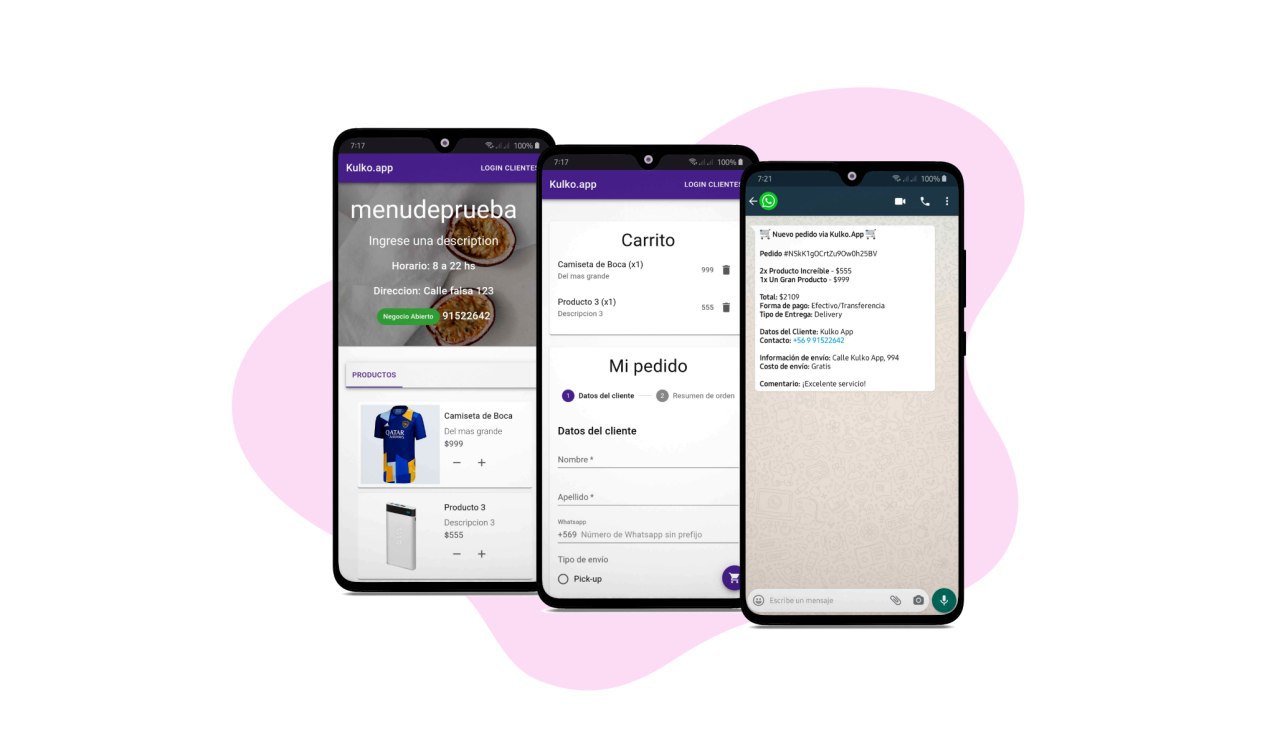 7:17
100%
Kulko.app
LOGIN CLIENTES
menudeprueba
Ingrese una description
Horario: 8 a 22 hs
Direccion: Calle falsa 123
Negocio Abierto 91522642
PRODUCTOS
QATAR
AIRWAYS
Camiseta de Boca
Del mas grande
$999
Producto 3
Descripcion 3
$555
7:17
100%
Kulko.app
LOGIN CLIENTES
Carrito
Camiseta de Boca (x1)
999
Del mas grande
Producto 3 (x1)
555
Descripcion 3
Mi pedido
1 Datos del cliente 2 Resumen de orden
Datos del cliente
Nombre *
Apellido *
Whatsapp
+569 Número de Whatsapp sin prefijo
Tipo de envío
Pick-up
7:21
100%
Nuevo pedido via Kulko.App
Pedido #NSkK1gOCrtZu9Ow0h25BV
2x Producto Increíble - $555
1x Un Gran Producto - $999
Total: $2109
Forma de pago: Efectivo/Transferencia
Tipo de Entrega: Delivery
Datos del Cliente: Kulko App
Contacto: +56 9 91522642
Información de envío: Calle Kulko App, 994
Costo de envío: Gratis
Comentario: ¡Excelente servicio!
Escribe un mensaje